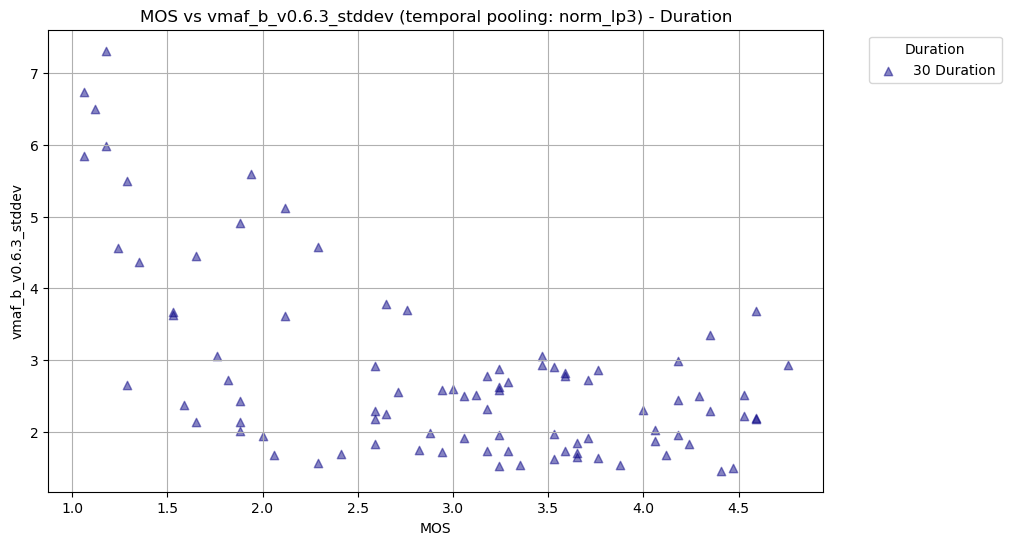 MOS vs vmaf_b_v0.6.3_stddev (temporal pooling: norm_lp3) - Duration
Duration
30 Duration
7
6
5
4
3
2
vmaf_b_v0.6.3_stddev
1.0 1.5 2.0 2.5 3.0 3.5 4.0 4.5
MOS